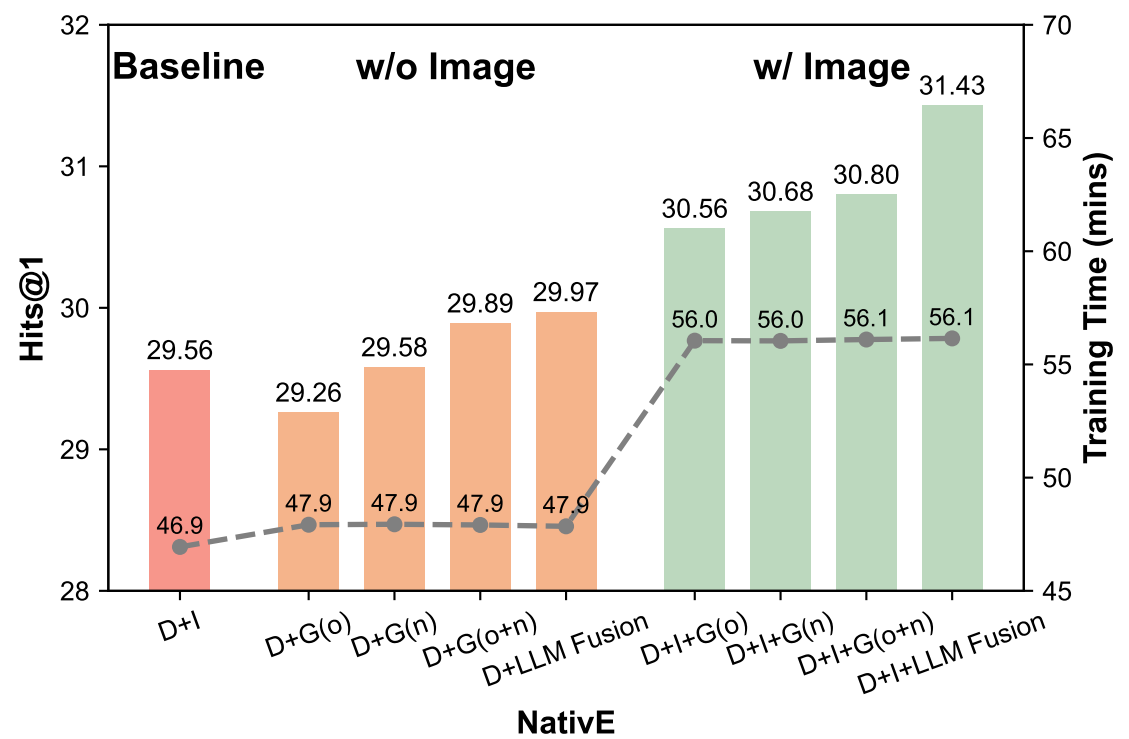 Baseline
w/o Image
w/ Image
32
31
30
29
28
Hits@1
70
65
60
55
50
45
Training Time (mins)
29.56
29.26
29.58
29.89
29.97
30.56
30.68
30.80
31.43
46.9
47.9
47.9
47.9
47.9
56.0
56.0
56.1
56.1
D+I
D+G(o)
D+G(n)
D+G(o+n)
D+LLM Fusion
D+I+G(o)
D+I+G(n)
D+I+G(o+n)
D+I+LLM Fusion
NativE